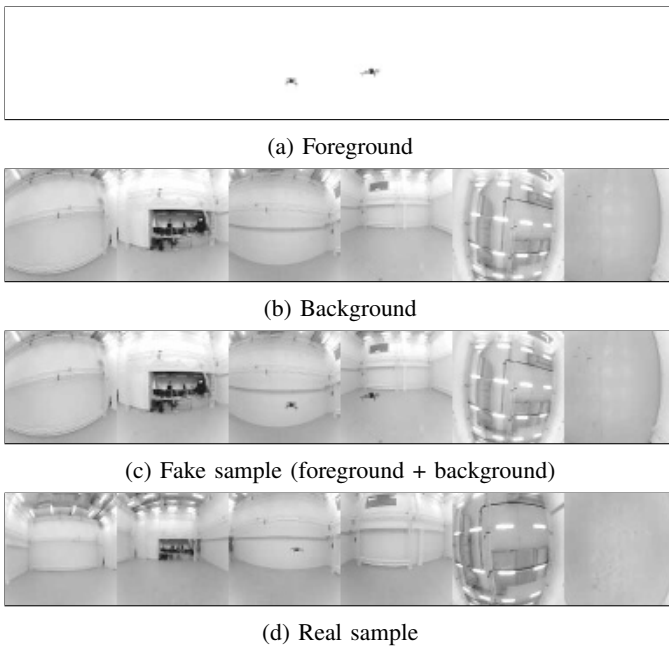 (a) Foreground
(b) Background
(c) Fake sample (foreground + background)
(d) Real sample